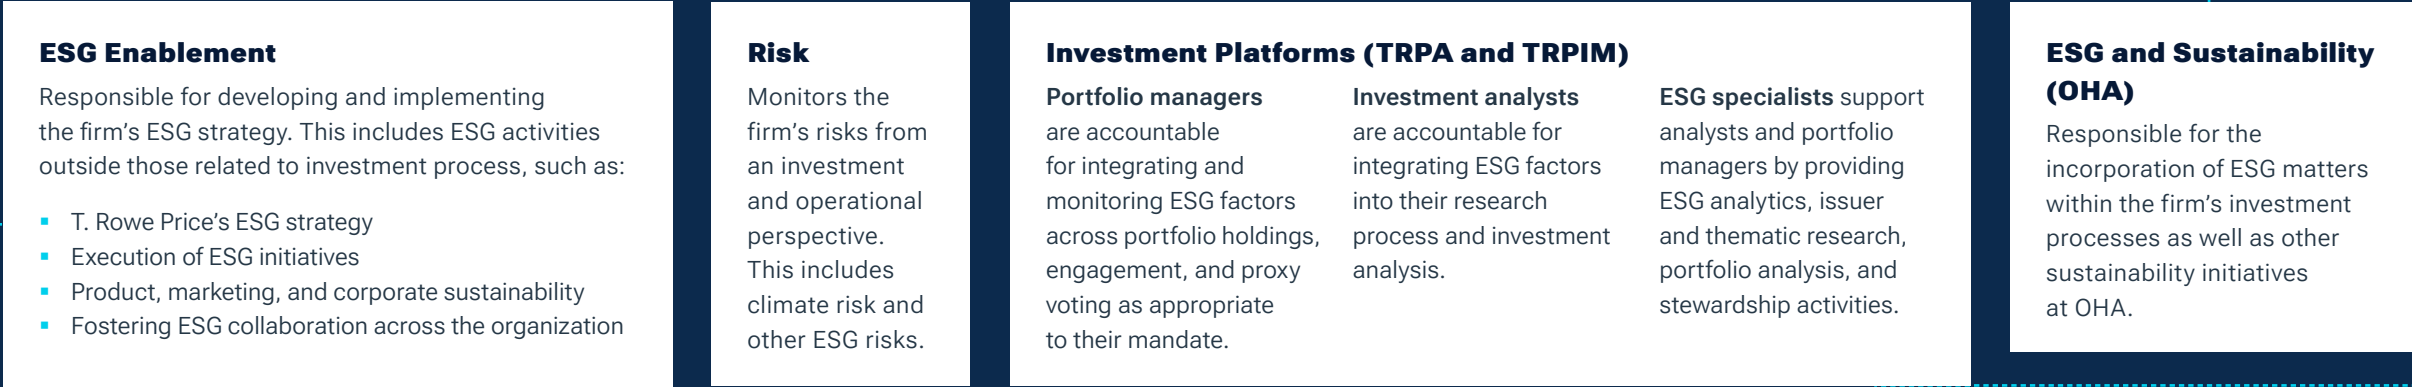 ESG Enablement
Responsible for developing and implementing
the firm’s ESG strategy. This includes ESG activities
outside those related to investment process, such as:
▪ T. Rowe Price’s ESG strategy
▪ Execution of ESG initiatives
▪ Product, marketing, and corporate sustainability
▪ Fostering ESG collaboration across the organization
Risk
Monitors the
firm’s risks from
an investment
and operational
perspective.
This includes
climate risk and
other ESG risks.
Investment Platforms (TRPA and TRPIM)
Portfolio managers
are accountable
for integrating and
monitoring ESG factors
across portfolio holdings,
engagement, and proxy
voting as appropriate
to their mandate.
Investment analysts
are accountable for
integrating ESG factors
into their research
process and investment
analysis.
ESG specialists support
analysts and portfolio
managers by providing
ESG analytics, issuer
and thematic research,
portfolio analysis, and
stewardship activities.
ESG and Sustainability
(OHA)
Responsible for the
incorporation of ESG matters
within the firm’s investment
processes as well as other
sustainability initiatives
at OHA.